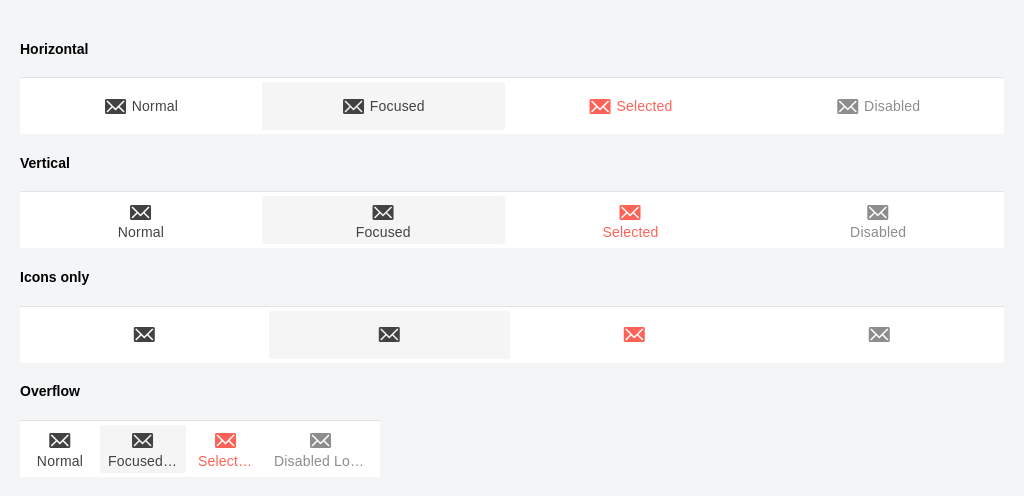 Horizontal
Normal Focused Selected Disabled
Vertical
Normal Focused Selected Disabled
Icons only
Overflow
Normal Focused… Select… Disabled Lo…